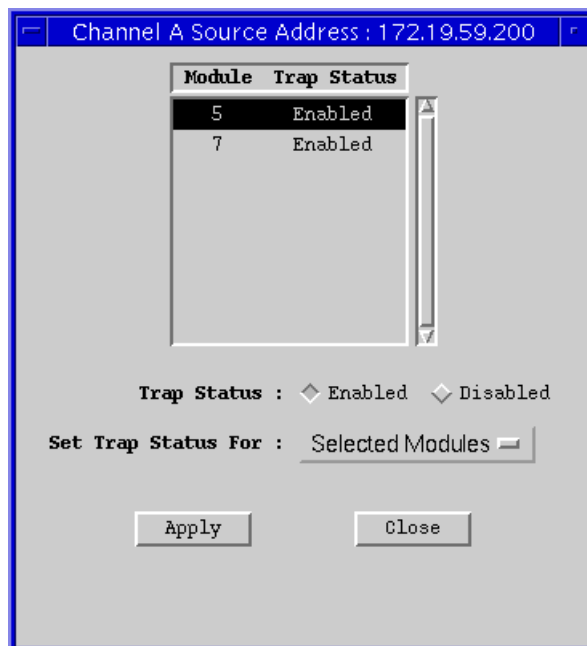 Channel A Source Address : 172.19.59.200
Module Trap Status
5 Enabled
7 Enabled
Trap Status : Enabled Disabled
Set Trap Status For : Selected Modules
Apply Close